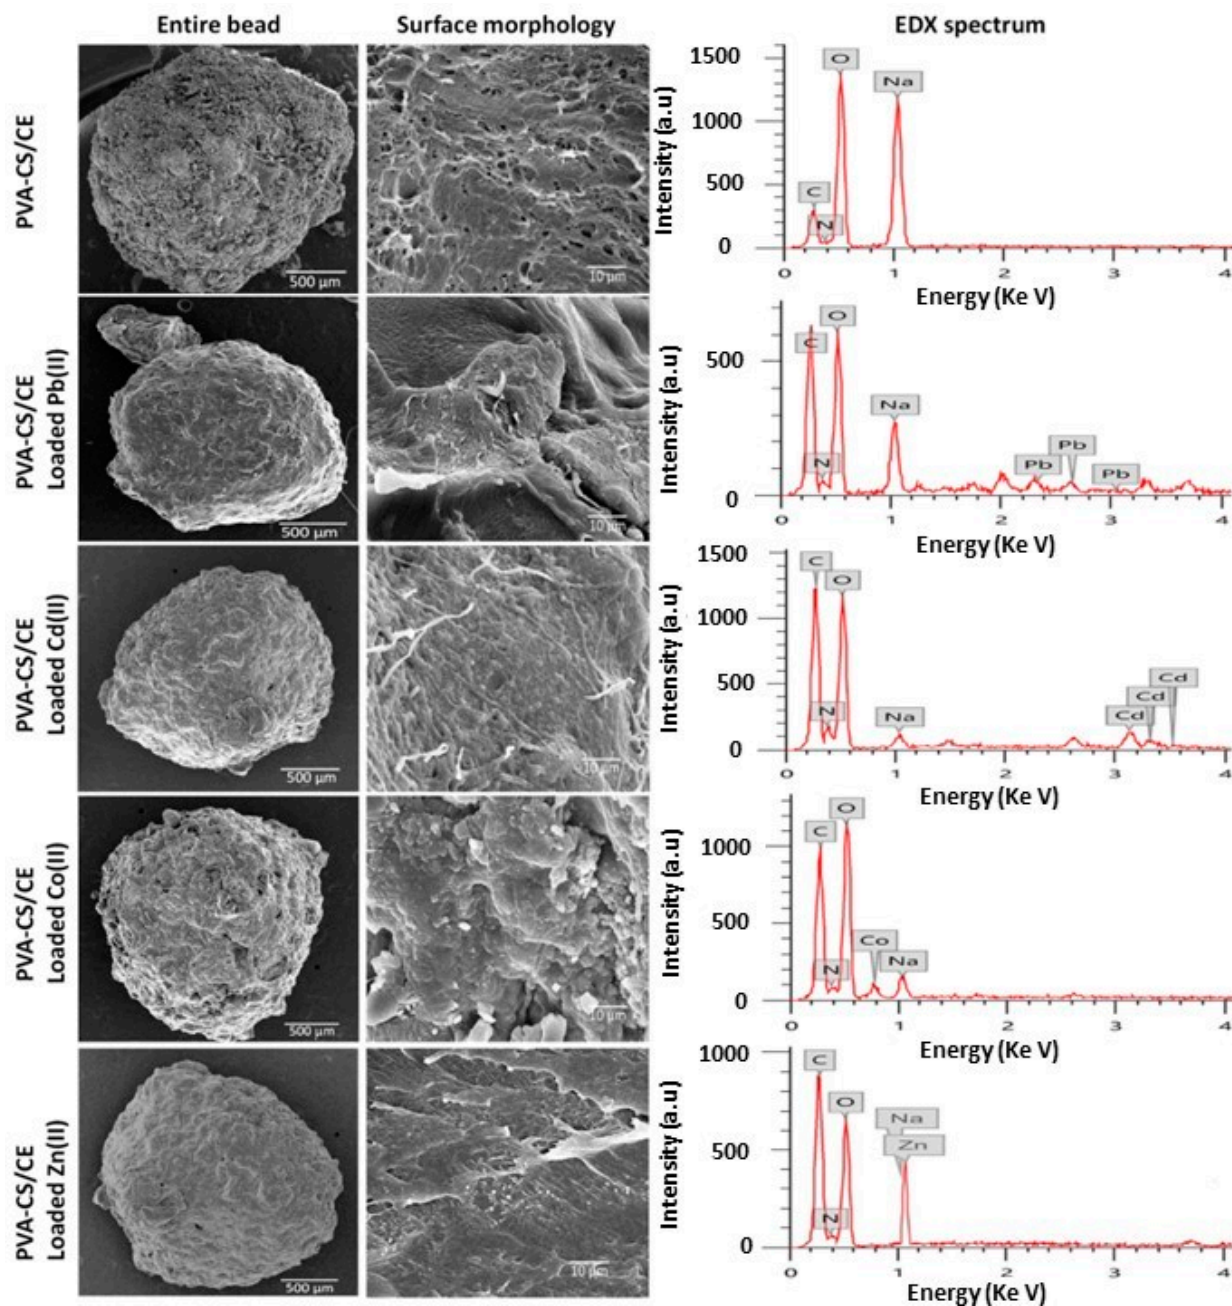 Entire bead Surface morphology EDX spectrum
PVA-CS/CE
500 µm
10 µm
Intensity (a.u)
1500
1000
500
0
C
N
O
Na
0 1 2 3 4
Energy (Ke V)
PVA-CS/CE
Loaded Pb(II)
500 µm
10 µm
Intensity (a.u)
500
0
C
N
O
Na
Pb
Pb
Pb
0 1 2 3 4
Energy (Ke V)
PVA-CS/CE
Loaded Cd(II)
500 µm
10 µm
Intensity (a.u)
1500
1000
500
0
C
N
O
Na
Cd
Cd
Cd
0 1 2 3 4
Energy (Ke V)
PVA-CS/CE
Loaded Co(II)
500 µm
10 µm
Intensity (a.u)
1000
500
0
C
N
O
Co
Na
0 1 2 3 4
Energy (Ke V)
PVA-CS/CE
Loaded Zn(II)
500 µm
10 µm
Intensity (a.u)
1000
500
0
C
N
O
Na
Zn
0 1 2 3 4
Energy (Ke V)